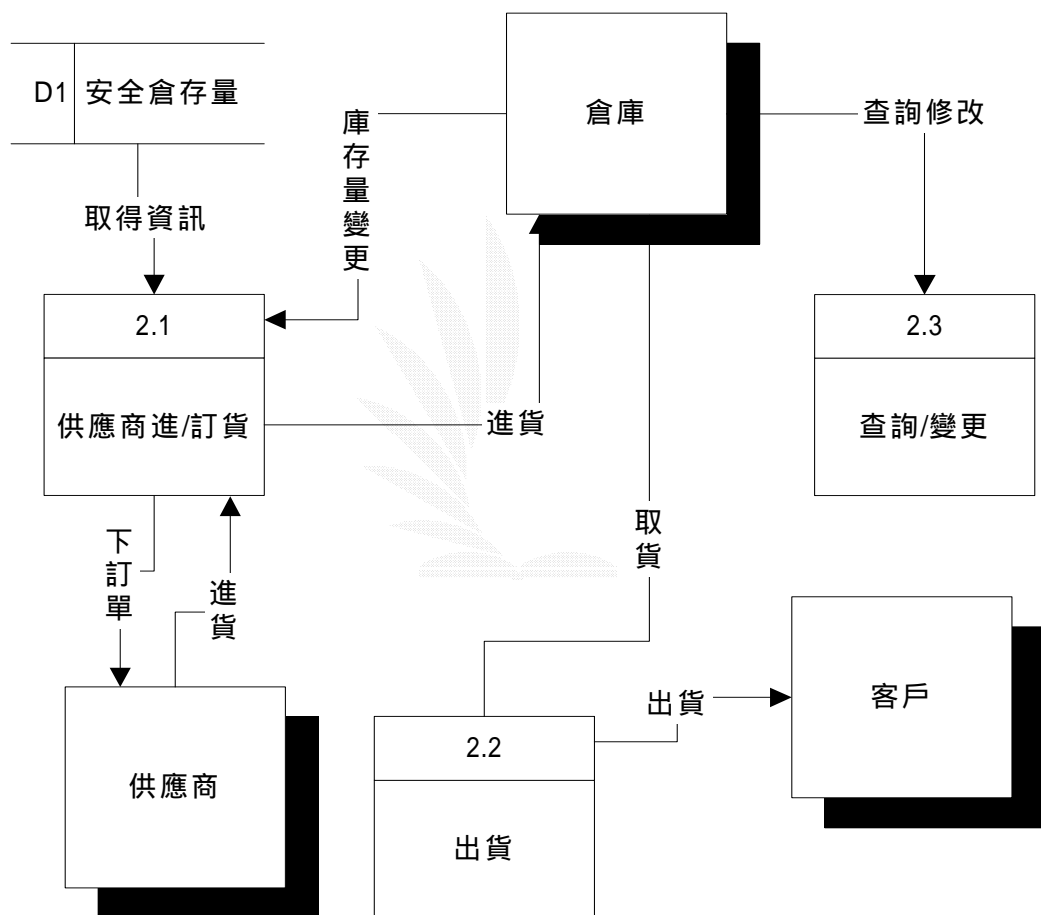 D1 安全倉存量
倉庫
查詢修改
庫存量變更
取得資訊
2.1
供應商進/訂貨
2.3
查詢/變更
進貨
取貨
下訂單
進貨
供應商
2.2
出貨
出貨
客戶